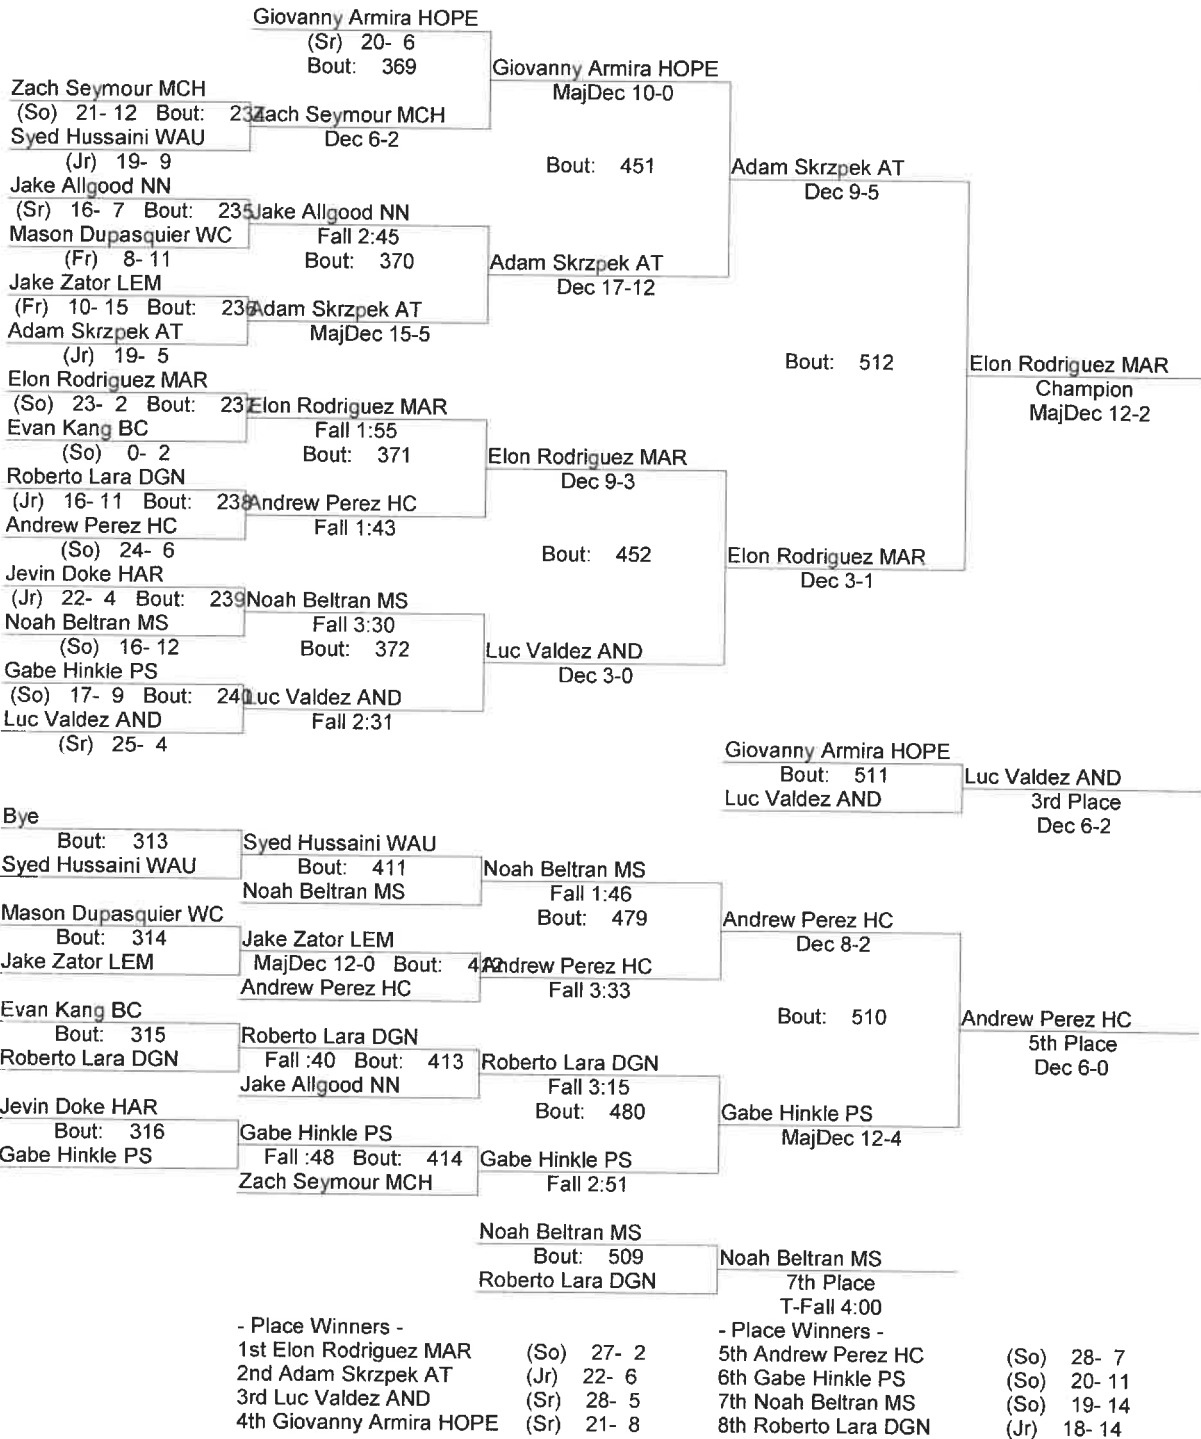 Giovanny Armira HOPE
(Sr) 20- 6
Bout: 369
Giovanny Armira HOPE
MajDec 10-0
Zach Seymour MCH
(So) 21- 12 Bout: 234
Zach Seymour MCH
Syed Hussaini WAU
Dec 6-2
(Jr) 19- 9
Bout: 451
Adam Skrzpek AT
Dec 9-5
Jake Allgood NN
(Sr) 16- 7 Bout: 235
Jake Allgood NN
Mason Dupasquier WC
Fall 2:45
(Fr) 8- 11
Bout: 370
Adam Skrzpek AT
Dec 17-12
Jake Zator LEM
(Fr) 10- 15 Bout: 236
Adam Skrzpek AT
Adam Skrzpek AT
MajDec 15-5
(Jr) 19- 5
Bout: 512
Elon Rodriguez MAR
Champion
MajDec 12-2
Elon Rodriguez MAR
(So) 23- 2 Bout: 237
Elon Rodriguez MAR
Evan Kang BC
Fall 1:55
(So) 0- 2
Bout: 371
Elon Rodriguez MAR
Dec 9-3
Roberto Lara DGN
(Jr) 16- 11 Bout: 238
Andrew Perez HC
Andrew Perez HC
Fall 1:43
(So) 24- 6
Bout: 452
Elon Rodriguez MAR
Dec 3-1
Jevin Doke HAR
(Jr) 22- 4 Bout: 239
Noah Beltran MS
Noah Beltran MS
Fall 3:30
(So) 16- 12
Bout: 372
Luc Valdez AND
Dec 3-0
Gabe Hinkle PS
(So) 17- 9 Bout: 240
Luc Valdez AND
Luc Valdez AND
Fall 2:31
(Sr) 25- 4
Giovanny Armira HOPE
Bout: 511
Luc Valdez AND
Luc Valdez AND
3rd Place
Dec 6-2
Bye
Bout: 313
Syed Hussaini WAU
Syed Hussaini WAU
Bout: 411
Noah Beltran MS
Noah Beltran MS
Fall 1:46
Bout: 479
Andrew Perez HC
Dec 8-2
Mason Dupasquier WC
Bout: 314
Jake Zator LEM
Jake Zator LEM
MajDec 12-0 Bout: 412
Andrew Perez HC
Andrew Perez HC
Fall 3:33
Bout: 510
Andrew Perez HC
5th Place
Dec 6-0
Evan Kang BC
Bout: 315
Roberto Lara DGN
Roberto Lara DGN
Fall :40 Bout: 413
Jake Allgood NN
Roberto Lara DGN
Fall 3:15
Bout: 480
Gabe Hinkle PS
MajDec 12-4
Jevin Doke HAR
Bout: 316
Gabe Hinkle PS
Gabe Hinkle PS
Fall :48 Bout: 414
Zach Seymour MCH
Gabe Hinkle PS
Fall 2:51
Noah Beltran MS
Bout: 509
Roberto Lara DGN
Noah Beltran MS
7th Place
T-Fall 4:00
- Place Winners -
1st Elon Rodriguez MAR (So) 27- 2
2nd Adam Skrzpek AT (Jr) 22- 6
3rd Luc Valdez AND (Sr) 28- 5
4th Giovanny Armira HOPE (Sr) 21- 8
- Place Winners -
5th Andrew Perez HC (So) 28- 7
6th Gabe Hinkle PS (So) 20- 11
7th Noah Beltran MS (So) 19- 14
8th Roberto Lara DGN (Jr) 18- 14